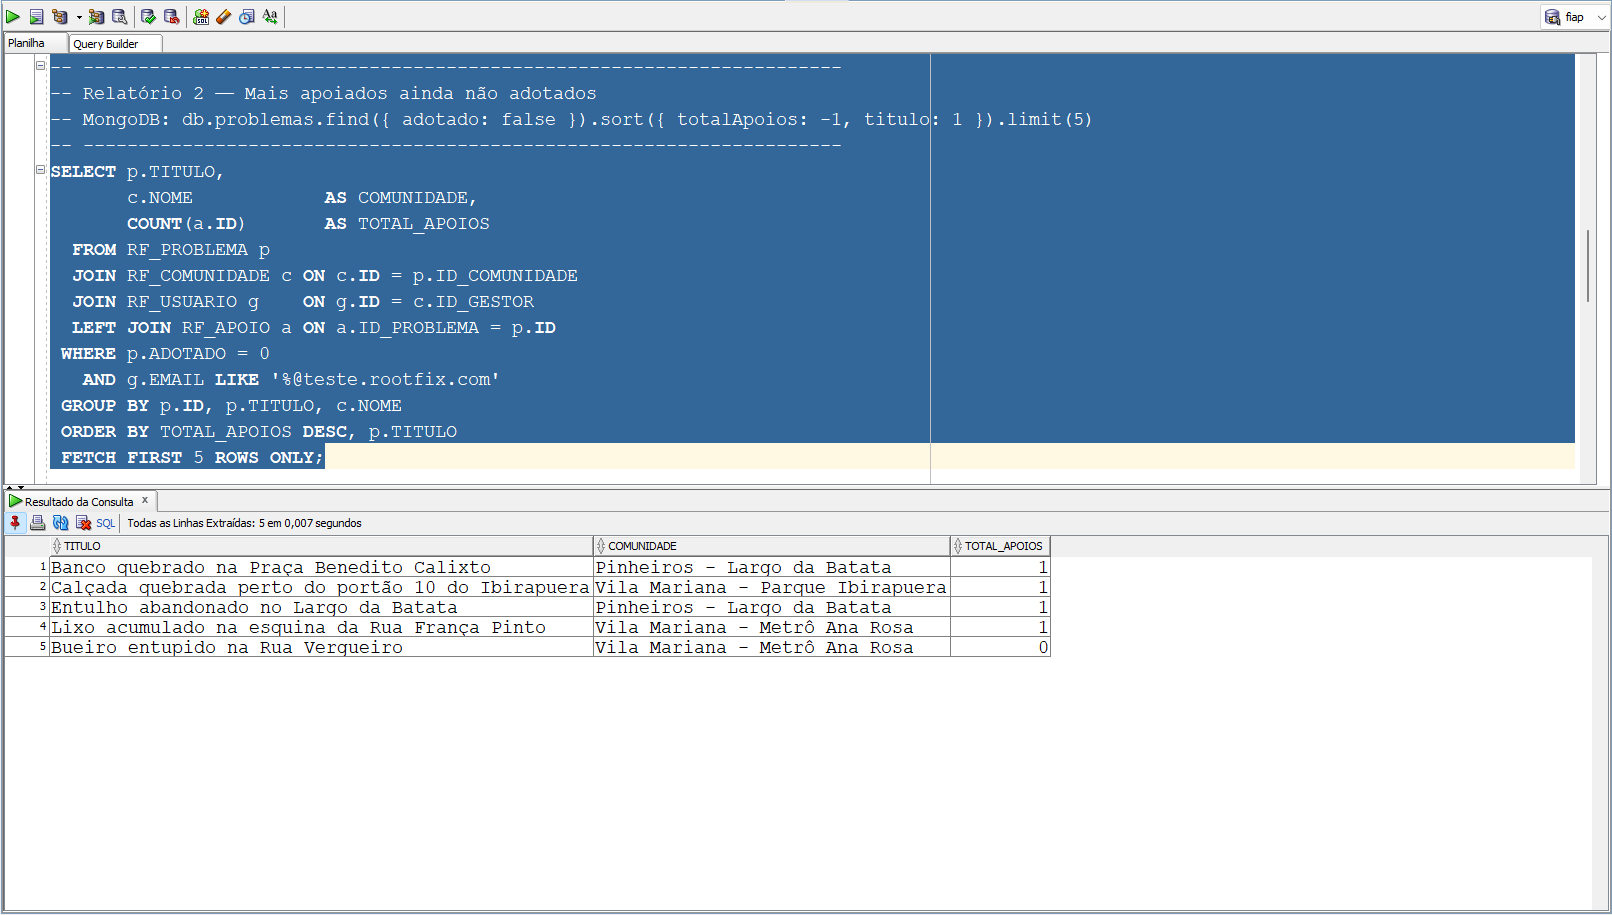 fiap
Planilha Query Builder
-- ----------------------------------------------------------------------
-- Relatório 2 —— Mais apoiados ainda não adotados
-- MongoDB: db.problemas.find({ adotado: false }).sort({ totalApoios: -1, titulo: 1 }).limit(5)
-- ----------------------------------------------------------------------
SELECT p.TITULO,
c.NOME AS COMUNIDADE,
COUNT(a.ID) AS TOTAL_APOIOS
FROM RF_PROBLEMA p
JOIN RF_COMUNIDADE c ON c.ID = p.ID_COMUNIDADE
JOIN RF_USUARIO g ON g.ID = c.ID_GESTOR
LEFT JOIN RF_APOIO a ON a.ID_PROBLEMA = p.ID
WHERE p.ADOTADO = 0
AND g.EMAIL LIKE '%@teste.rootfix.com'
GROUP BY p.ID, p.TITULO, c.NOME
ORDER BY TOTAL_APOIOS DESC, p.TITULO
FETCH FIRST 5 ROWS ONLY;
Resultado da Consulta x
SQL Todas as Linhas Extraídas: 5 em 0,007 segundos
TITULO COMUNIDADE TOTAL_APOIOS
1 Banco quebrado na Praça Benedito Calixto Pinheiros - Largo da Batata 1
2 Calçada quebrada perto do portão 10 do Ibirapuera Vila Mariana - Parque Ibirapuera 1
3 Entulho abandonado no Largo da Batata Pinheiros - Largo da Batata 1
4 Lixo acumulado na esquina da Rua França Pinto Vila Mariana - Metrô Ana Rosa 1
5 Bueiro entupido na Rua Vergueiro Vila Mariana - Metrô Ana Rosa 0